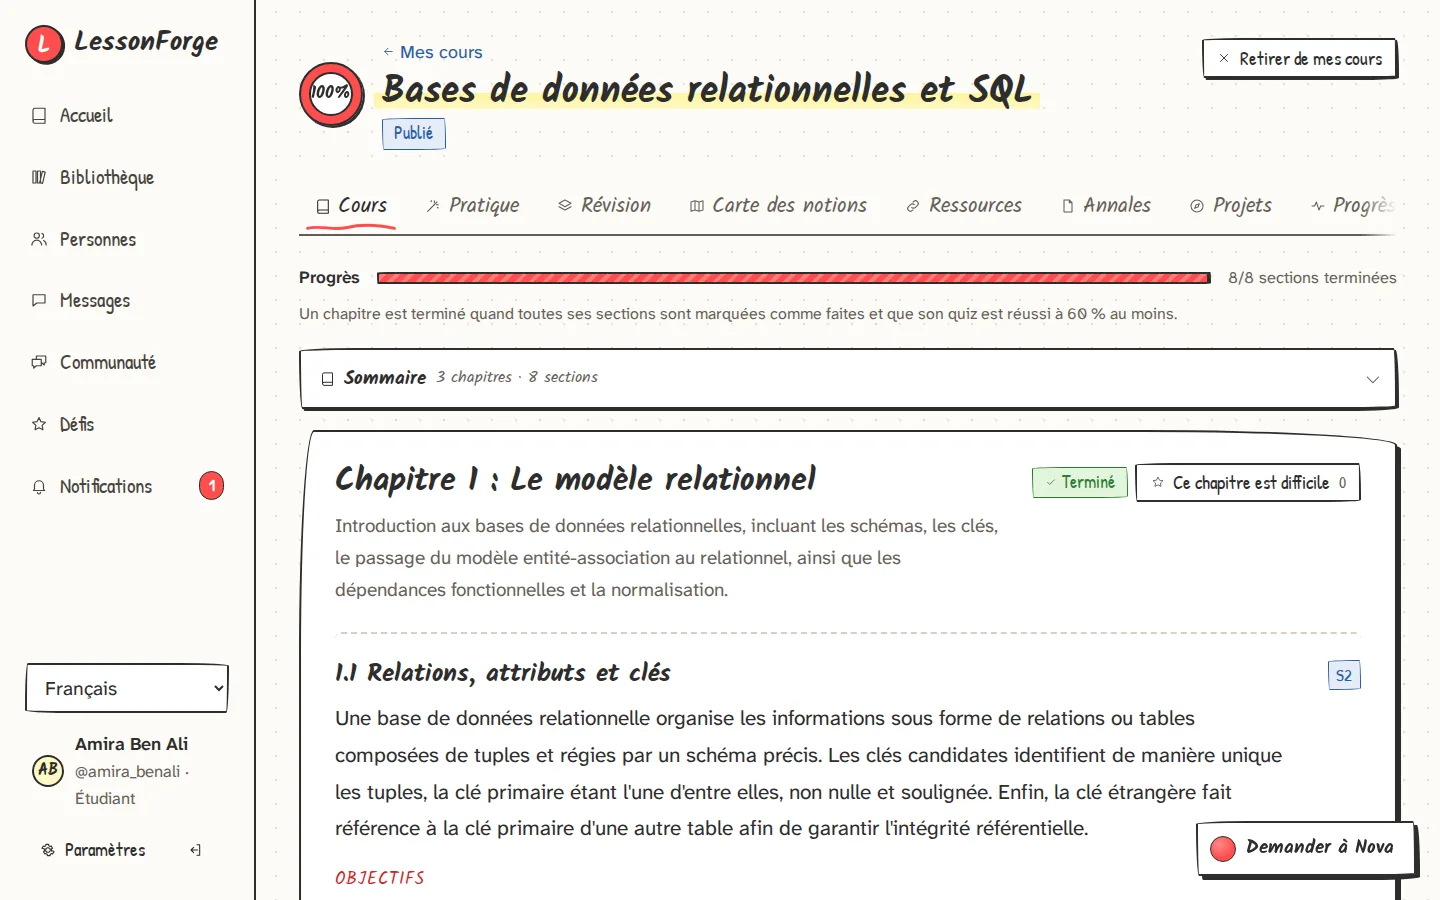 L LessonForge
Accueil
Bibliothèque
Personnes
Messages
Communauté
Défis
Notifications 1
Français
AB Amira Ben Ali
@amira_benali ·
Étudiant
Paramètres
← Mes cours
100% Bases de données relationnelles et SQL
Publié
Retirer de mes cours
Cours Pratique Révision Carte des notions Ressources Annales Projets Progrès
Progrès 8/8 sections terminées
Un chapitre est terminé quand toutes ses sections sont marquées comme faites et que son quiz est réussi à 60 % au moins.
Sommaire 3 chapitres · 8 sections
Chapitre 1 : Le modèle relationnel
Terminé Ce chapitre est difficile 0
Introduction aux bases de données relationnelles, incluant les schémas, les clés,
le passage du modèle entité-association au relationnel, ainsi que les
dépendances fonctionnelles et la normalisation.
1.1 Relations, attributs et clés S2
Une base de données relationnelle organise les informations sous forme de relations ou tables
composées de tuples et régies par un schéma précis. Les clés candidates identifient de manière unique
les tuples, la clé primaire étant l'une d'entre elles, non nulle et soulignée. Enfin, la clé étrangère fait
référence à la clé primaire d'une autre table afin de garantir l'intégrité référentielle.
OBJECTIFS
Demander à Nova